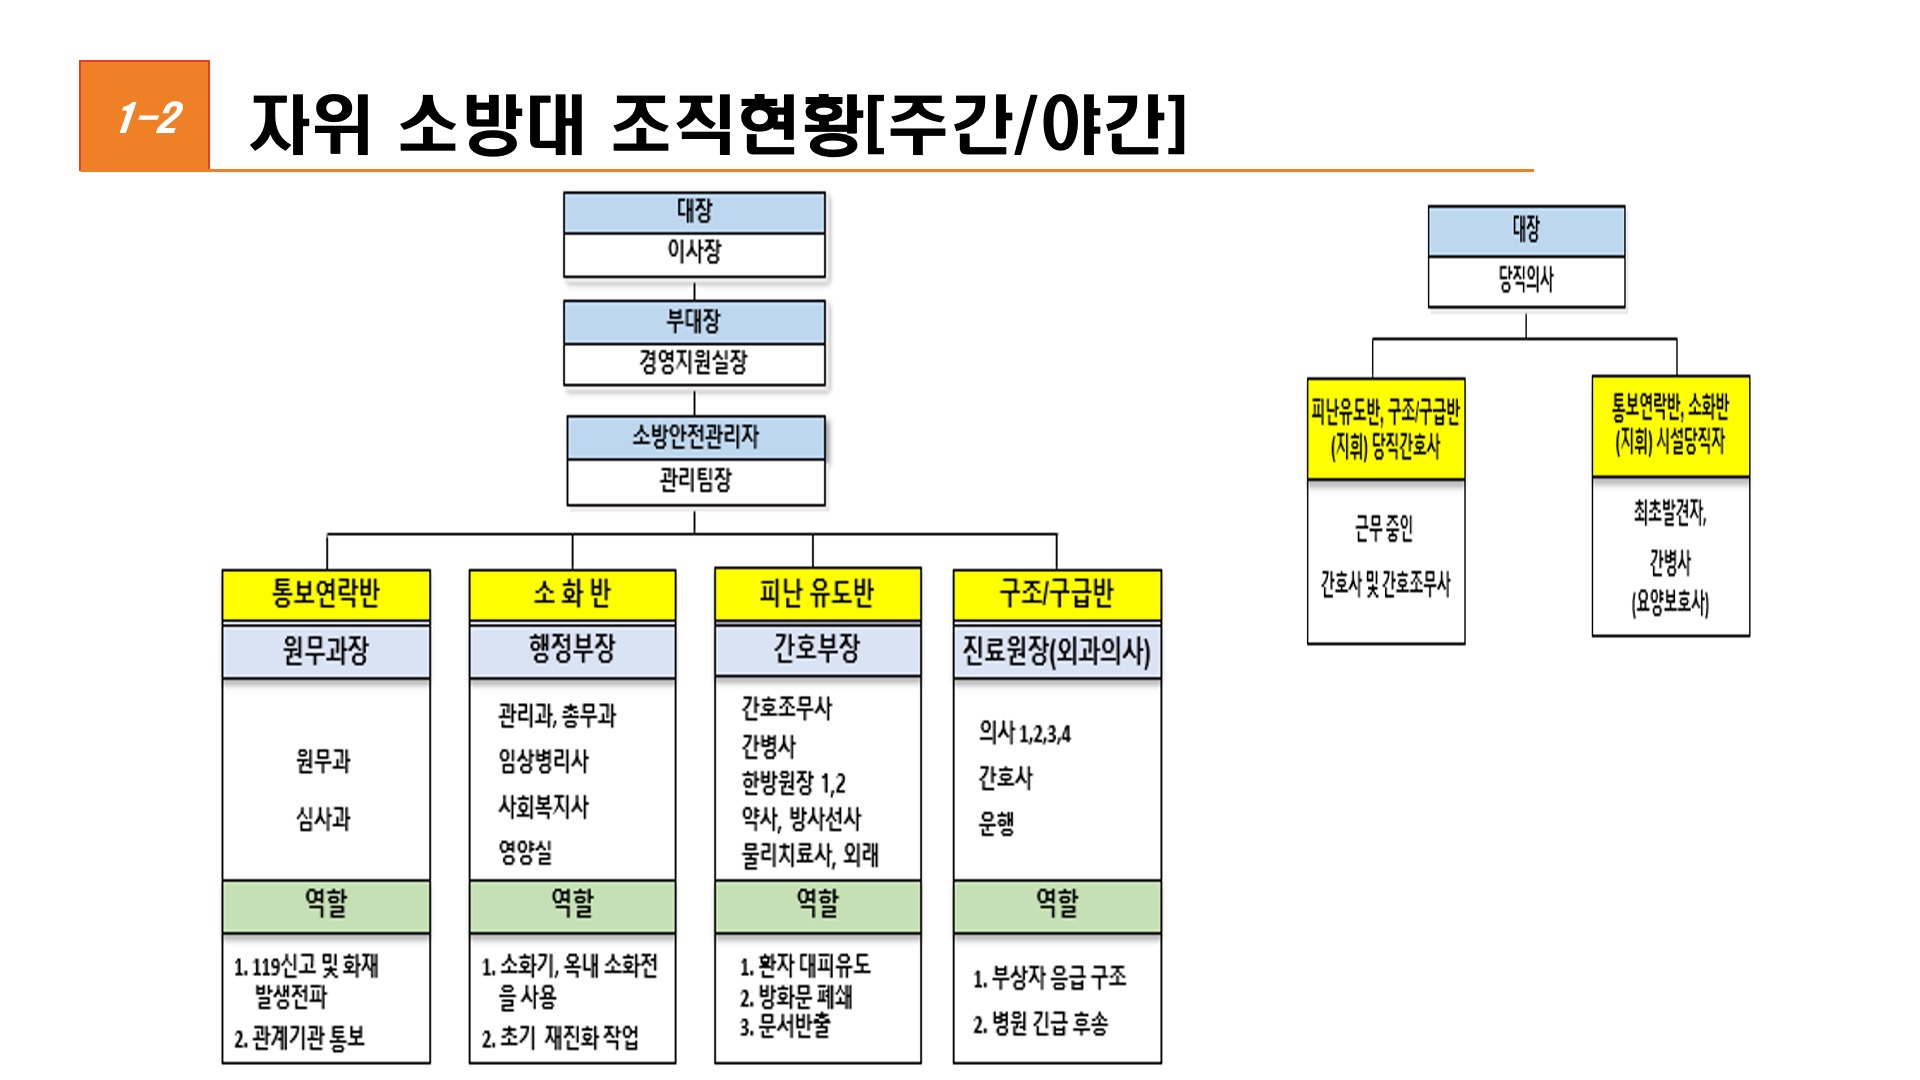 1-2
자위 소방대 조직현황[주간/야간]
대장
이사장
부대장
경영지원실장
소방안전관리자
관리팀장
통보연락반
원무과장
원무과
심사과
역할
1. 119신고 및 화재
발생전파
2. 관계기관 통보
소 화 반
행정부장
관리과, 총무과
임상병리사
사회복지사
영양실
역할
1. 소화기, 옥내 소화전
을 사용
2. 초기 재진화 작업
피난 유도반
간호부장
간호조무사
간병사
한방원장 1,2
약사, 방사선사
물리치료사, 외래
역할
1. 환자 대피유도
2. 방화문 폐쇄
3. 문서반출
구조/구급반
진료원장(외과의사)
의사 1,2,3,4
간호사
운행
역할
1. 부상자 응급 구조
2. 병원 긴급 후송
대장
당직의사
피난유도반, 구조/구급반
(지휘) 당직간호사
근무 중인
간호사 및 간호조무사
통보연락반, 소화반
(지휘) 시설당직자
최초발견자,
간병사
(요양보호사)